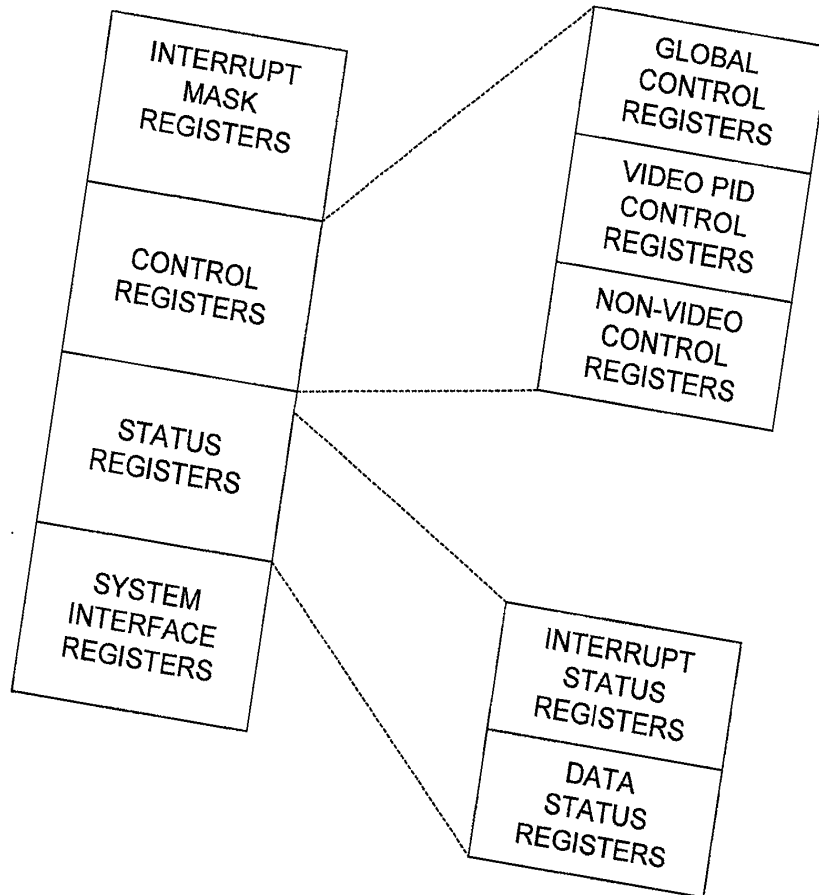 INTERRUPT
MASK
REGISTERS
CONTROL
REGISTERS
STATUS
REGISTERS
SYSTEM
INTERFACE
REGISTERS
GLOBAL
CONTROL
REGISTERS
VIDEO PID
CONTROL
REGISTERS
NON-VIDEO
CONTROL
REGISTERS
INTERRUPT
STATUS
REGISTERS
DATA
STATUS
REGISTERS